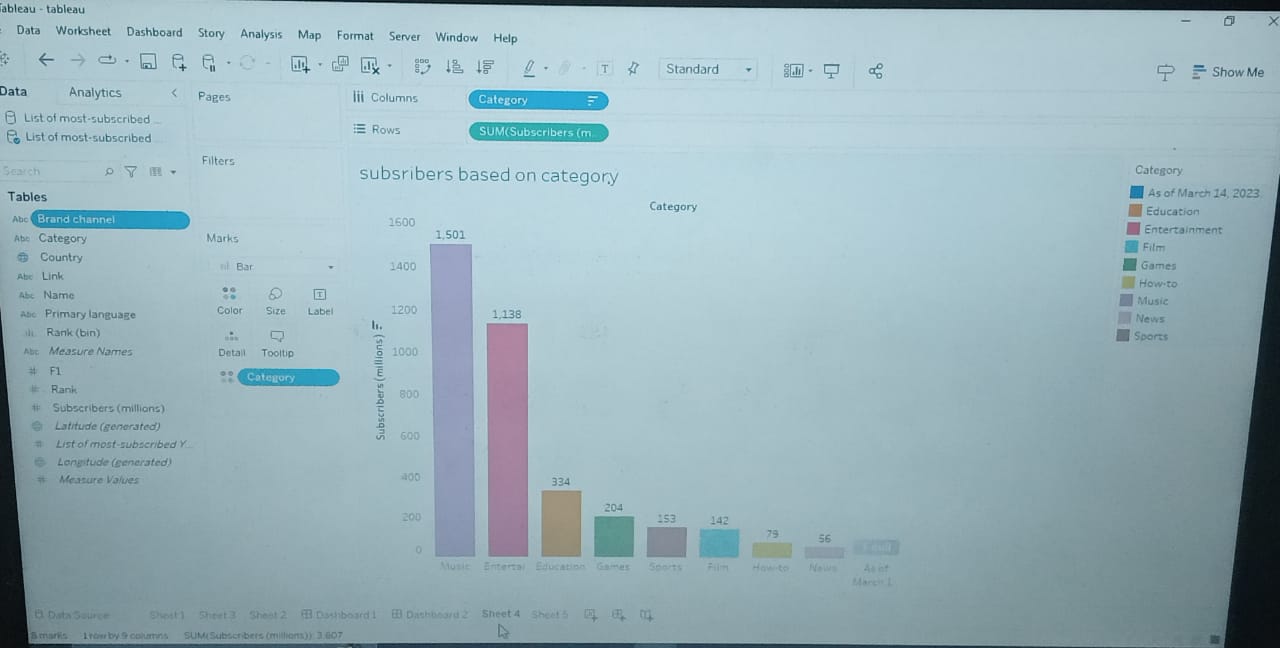 ableau - tableau
Data Worksheet Dashboard Story Analysis Map Format Server Window Help
Standard
Show Me
Data Analytics
List of most-subscribed ...
List of most-subscribed
Search
Tables
Abc Brand channel
Abc Category
Country
Abc Link
Abc Name
Abc Primary language
Rank (bin)
Abc Measure Names
# F1
# Rank
# Subscribers (millions)
Latitude (generated)
# List of most-subscribed Y...
Longitude (generated)
# Measure Values
Pages
Filters
Marks
Bar
Color Size Label
Detail Tooltip
Category
Columns Category
Rows SUM(Subscribers (m..
subsribers based on category
Category
Subscribers (millions)
1600
1400
1200
1000
800
600
400
200
0
1,501
1,138
334
204
153
142
79
56
1 null
Music Entertai Education Games Sports Film How-to News As of
March 1..
Category
As of March 14, 2023
Education
Entertainment
Film
Games
How-to
Music
News
Sports
Data Source Sheet 1 Sheet 3 Sheet 2 Dashboard 1 Dashboard 2 Sheet 4 Sheet 5
8 marks 1 row by 9 columns SUM(Subscribers (millions)): 3,607